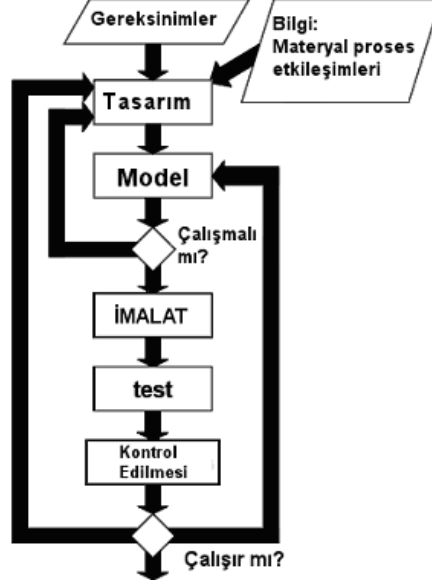 Gereksinimler
Bilgi:
Materyal proses
etkileşimleri
Tasarım
Model
Çalışmalı
mı?
İMALAT
test
Kontrol
Edilmesi
Çalışır mı?